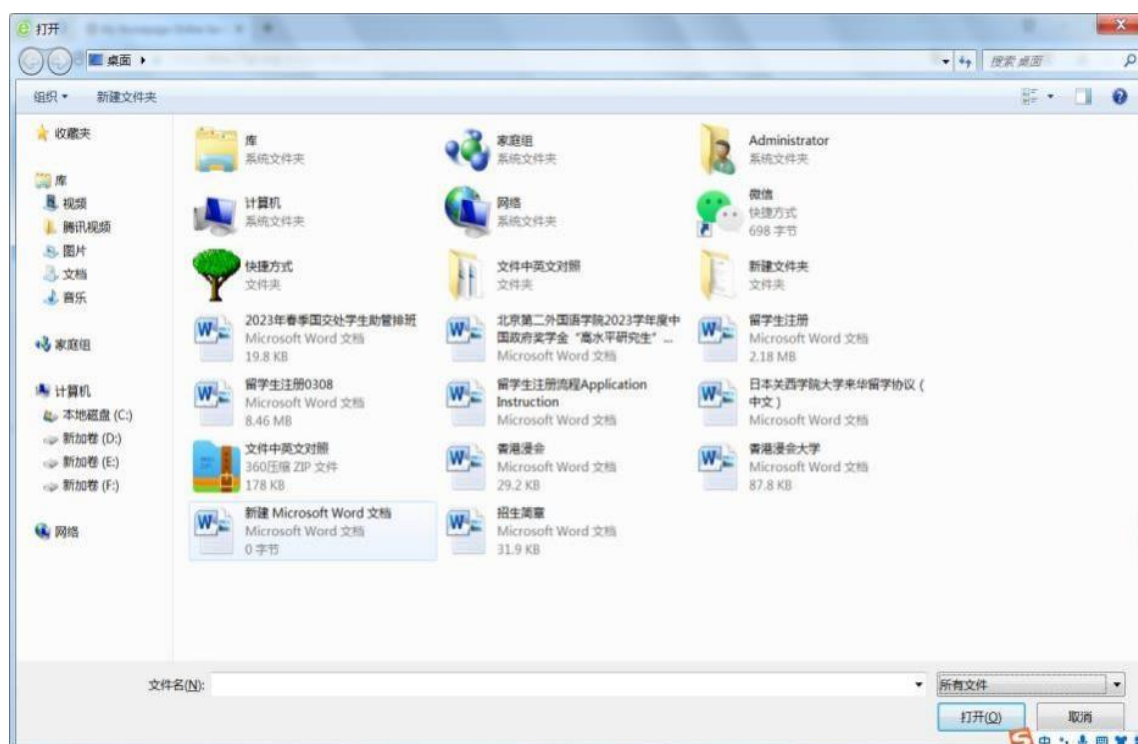 打开
桌面
搜索 桌面
组织
新建文件夹
收藏夹
库
视频
腾讯视频
图片
文档
音乐
家庭组
计算机
本地磁盘 (C:)
新加卷 (D:)
新加卷 (E:)
新加卷 (F:)
网络
库
系统文件夹
家庭组
系统文件夹
Administrator
系统文件夹
计算机
系统文件夹
网络
系统文件夹
微信
快捷方式
698 字节
快捷方式
文件夹
文件中英文对照
文件夹
新建文件夹
文件夹
2023年春季国交处学生助管排班
Microsoft Word 文档
19.8 KB
北京第二外国语学院2023学年度中
国政府奖学金“高水平研究生”...
Microsoft Word 文档
留学生注册
Microsoft Word 文档
2.18 MB
留学生注册0308
Microsoft Word 文档
8.46 MB
留学生注册流程Application
Instruction
Microsoft Word 文档
日本关西学院大学来华留学协议（
中文）
Microsoft Word 文档
文件中英文对照
360压缩 ZIP 文件
178 KB
香港浸会
Microsoft Word 文档
29.2 KB
香港浸会大学
Microsoft Word 文档
87.8 KB
新建 Microsoft Word 文档
Microsoft Word 文档
0 字节
招生简章
Microsoft Word 文档
31.9 KB
文件名(N):
所有文件
打开(O)
取消
中